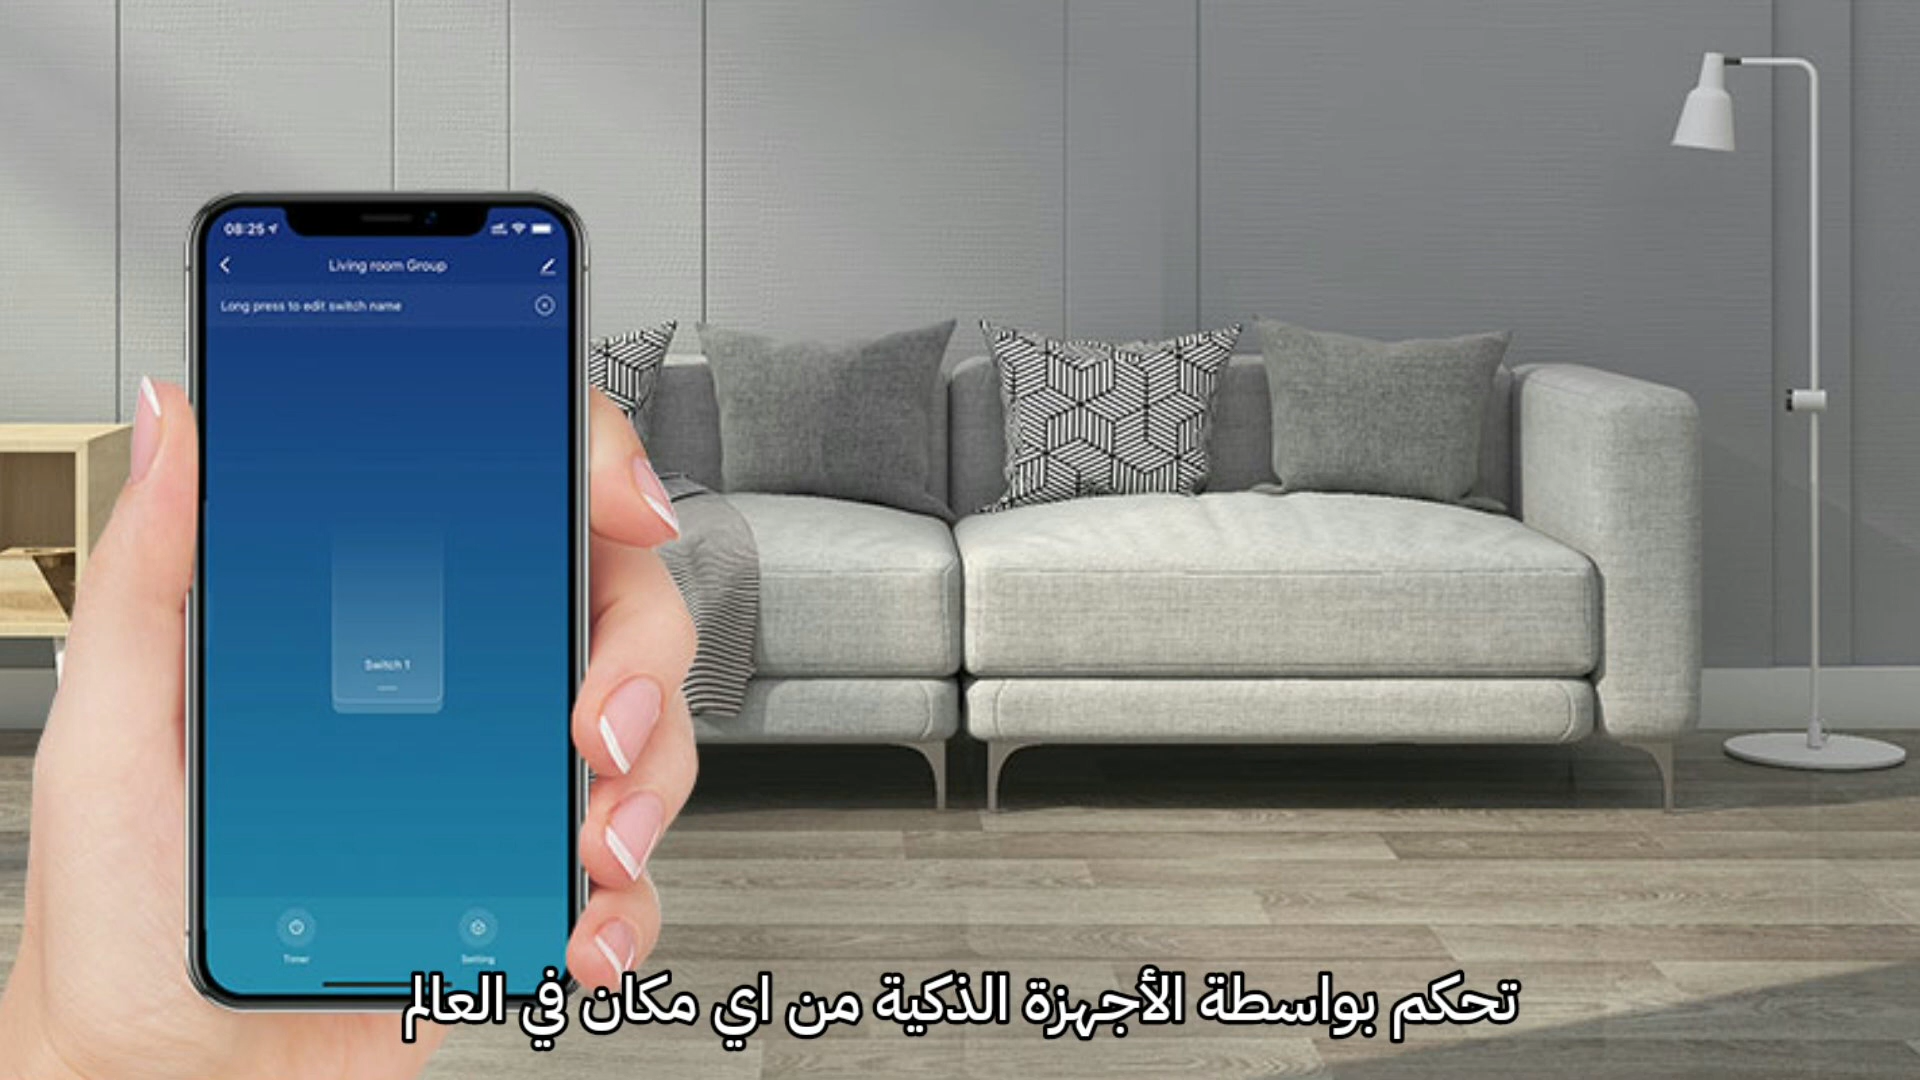 08:25
Living room Group
Long press to edit switch name
Switch 1
Timer
Setting
تحكم بواسطة الأجهزة الذكية من اي مكان في العالم